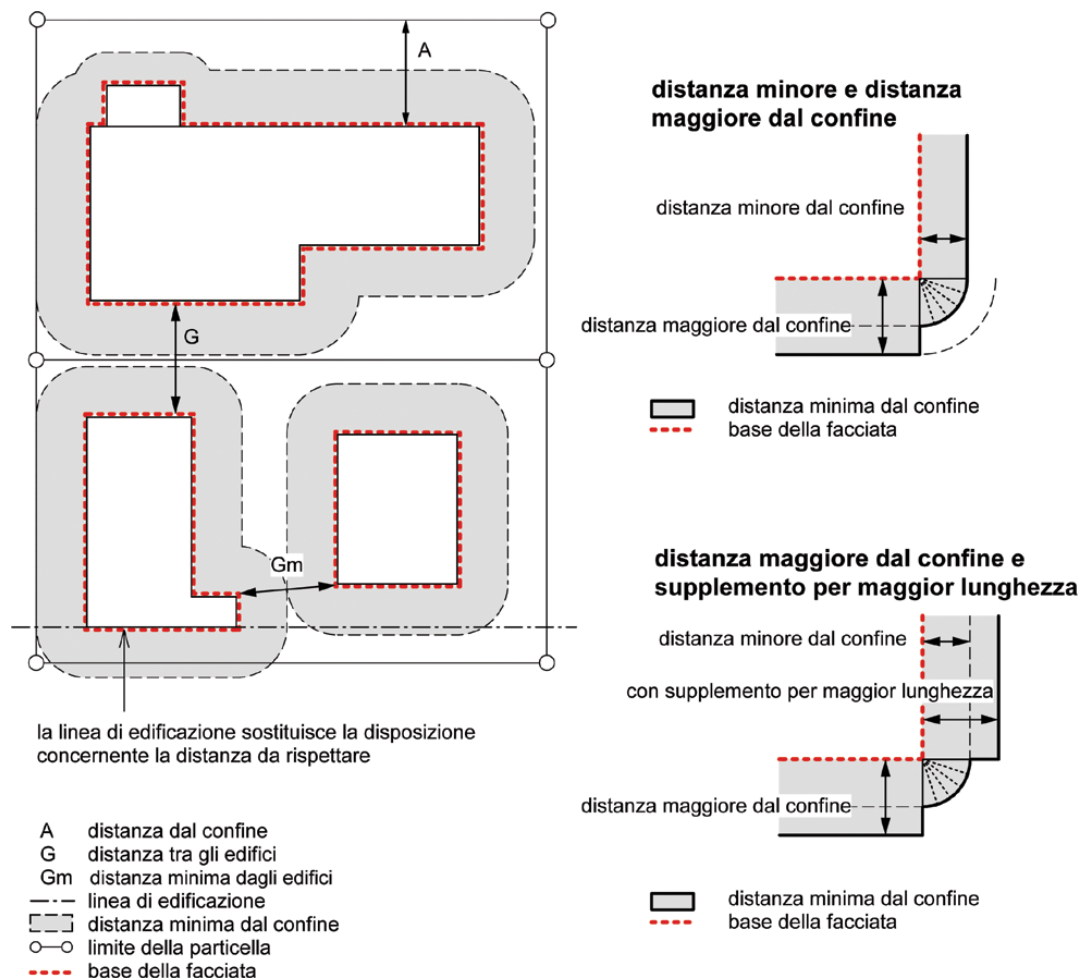 A
G
Gm
la linea di edificazione sostituisce la disposizione
concernente la distanza da rispettare
A distanza dal confine
G distanza tra gli edifici
Gm distanza minima dagli edifici
linea di edificazione
distanza minima dal confine
limite della particella
base della facciata
distanza minore e distanza
maggiore dal confine
distanza minore dal confine
distanza maggiore dal confine
distanza minima dal confine
base della facciata
distanza maggiore dal confine e
supplemento per maggior lunghezza
distanza minore dal confine
con supplemento per maggior lunghezza
distanza maggiore dal confine
distanza minima dal confine
base della facciata